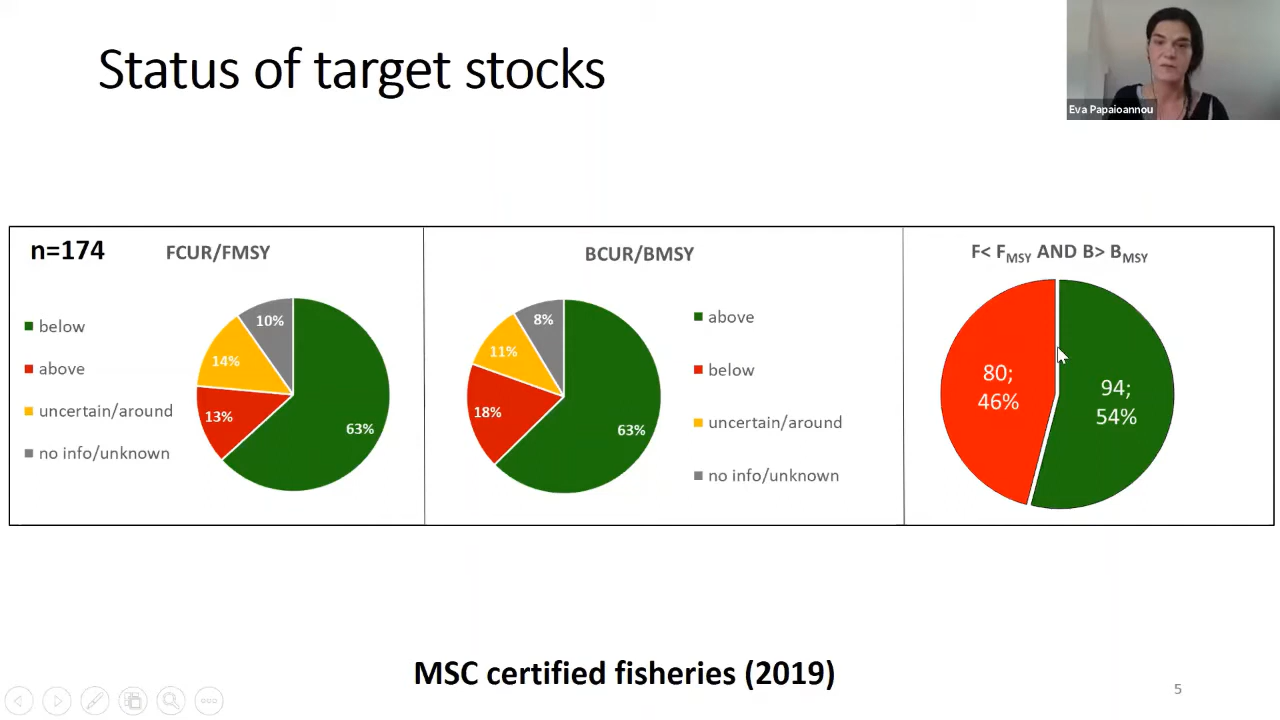 Status of target stocks
Eva Papaioannou
n=174
FCUR/FMSY
below
above
uncertain/around
no info/unknown
10%
14%
13%
63%
BCUR/BMSY
8%
11%
18%
63%
above
below
uncertain/around
no info/unknown
F< FMSY AND B> BMSY
80;
46%
94;
54%
MSC certified fisheries (2019)
5